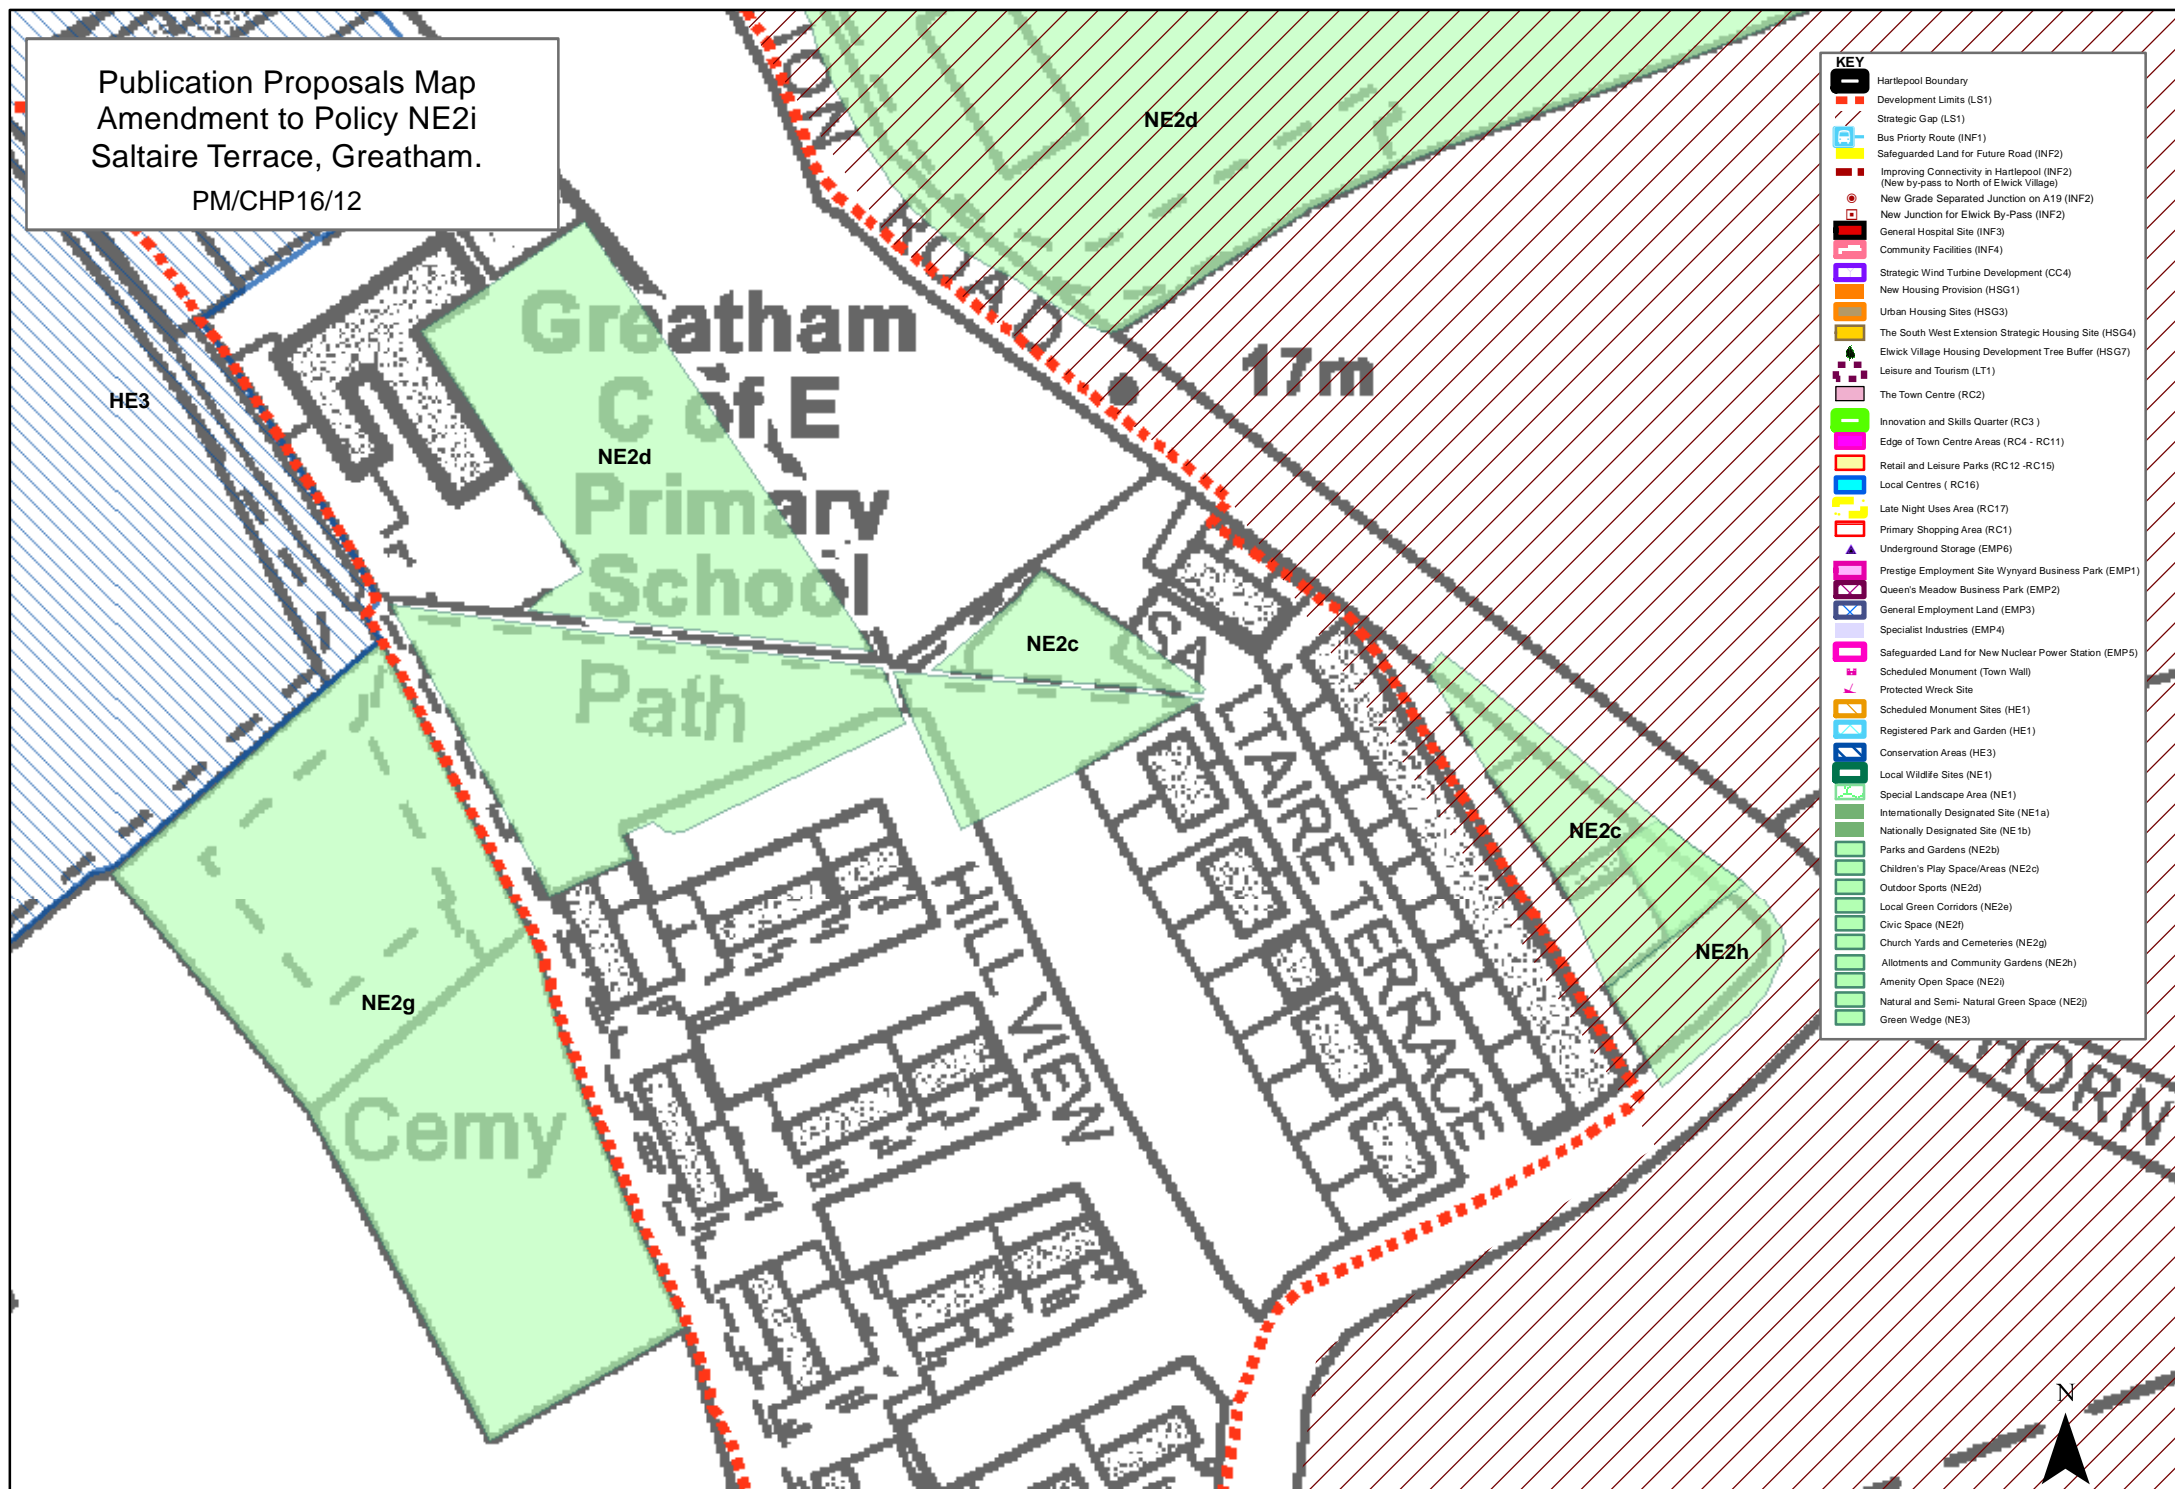 Publication Proposals Map
Amendment to Policy NE2i
Saltaire Terrace, Greatham.
PM/CHP16/12
KEY
Hartlepool Boundary
Development Limits (LS1)
Strategic Gap (LS1)
Bus Priorty Route (INF1)
Safeguarded Land for Future Road (INF2)
Improving Connectivity in Hartlepool (INF2)
(New by-pass to North of Elwick Village)
New Grade Separated Junction on A19 (INF2)
New Junction for Elwick By-Pass (INF2)
General Hospital Site (INF3)
Community Facilities (INF4)
Strategic Wind Turbine Development (CC4)
New Housing Provision (HSG1)
Urban Housing Sites (HSG3)
The South West Extension Strategic Housing Site (HSG4)
Elwick Village Housing Development Tree Buffer (HSG7)
Leisure and Tourism (LT1)
The Town Centre (RC2)
Innovation and Skills Quarter (RC3 )
Edge of Town Centre Areas (RC4 - RC11)
Retail and Leisure Parks (RC12 -RC15)
Local Centres ( RC16)
Late Night Uses Area (RC17)
Primary Shopping Area (RC1)
Underground Storage (EMP6)
Prestige Employment Site Wynyard Business Park (EMP1)
Queen's Meadow Business Park (EMP2)
General Employment Land (EMP3)
Specialist Industries (EMP4)
Safeguarded Land for New Nuclear Power Station (EMP5)
Scheduled Monument (Town Wall)
Protected Wreck Site
Scheduled Monument Sites (HE1)
Registered Park and Garden (HE1)
Conservation Areas (HE3)
Local Wildlife Sites (NE1)
Special Landscape Area (NE1)
Internationally Designated Site (NE1a)
Nationally Designated Site (NE1b)
Parks and Gardens (NE2b)
Children's Play Space/Areas (NE2c)
Outdoor Sports (NE2d)
Local Green Corridors (NE2e)
Civic Space (NE2f)
Church Yards and Cemeteries (NE2g)
Allotments and Community Gardens (NE2h)
Amenity Open Space (NE2i)
Natural and Semi- Natural Green Space (NE2j)
Green Wedge (NE3)
NE2d
ROAD
17m
HE3
Greatham
C of E
Primary
School
NE2d
Path
NE2c
SALTAIRE TERRACE
NE2c
NE2h
HILL VIEW
NE2g
Cemy
HORN
N